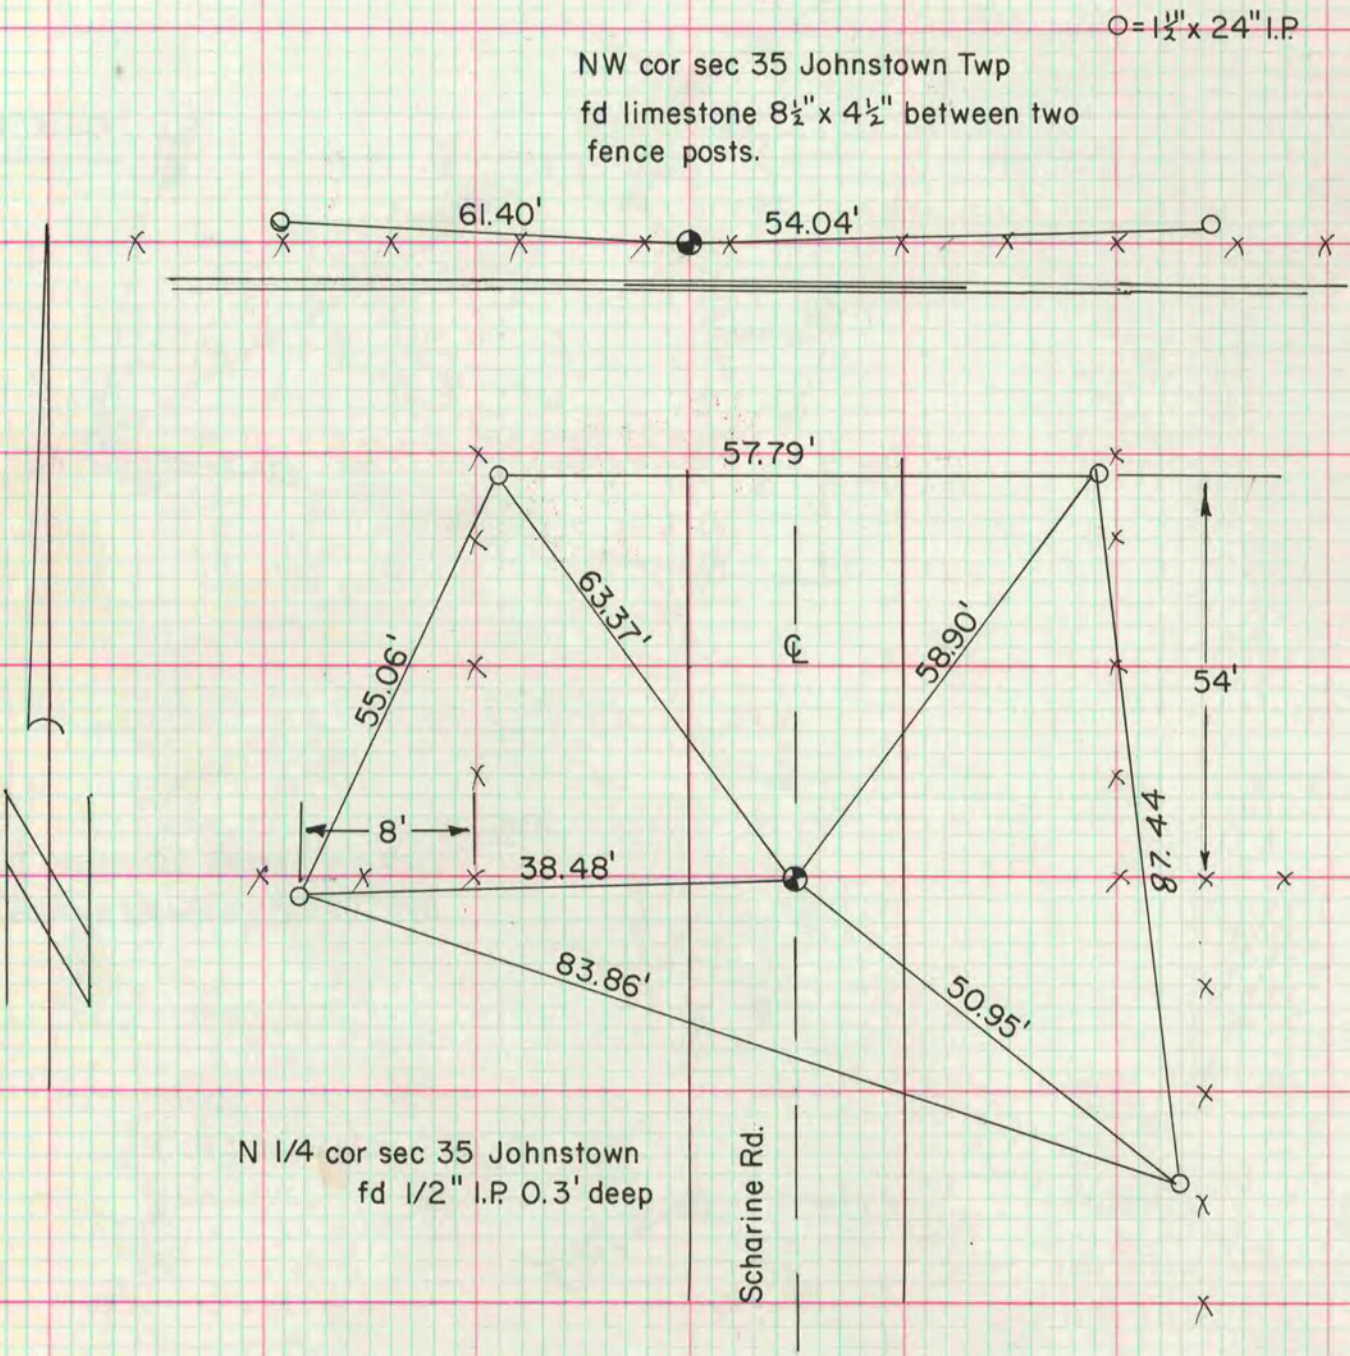 O=1½"x 24" I.P.
NW cor sec 35 Johnstown Twp
fd limestone 8½"x 4½" between two
fence posts.
61.40'
54.04'
57.79'
63.37'
58.90'
55.06'
℄
54'
8'
38.48'
87.44
83.86'
50.95'
N 1/4 cor sec 35 Johnstown
fd 1/2" I.P. 0.3' deep
Scharine Rd.
N